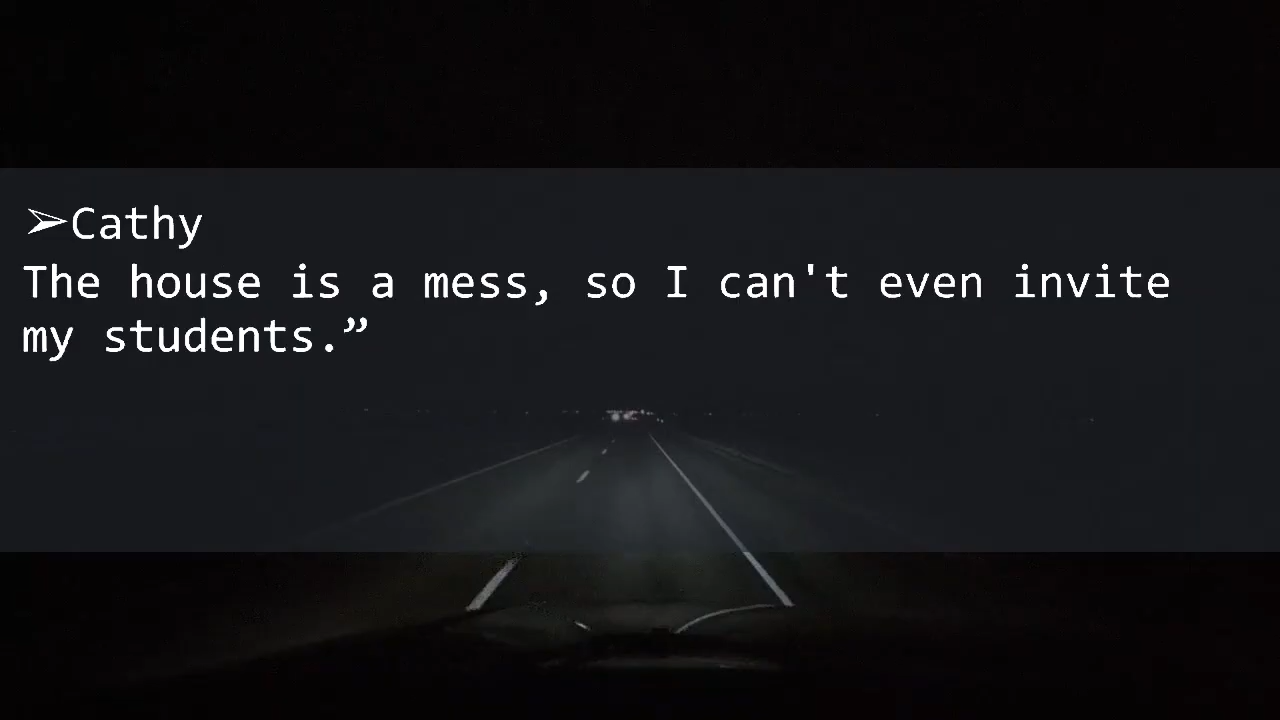 ➢Cathy
The house is a mess, so I can't even invite
my students.”